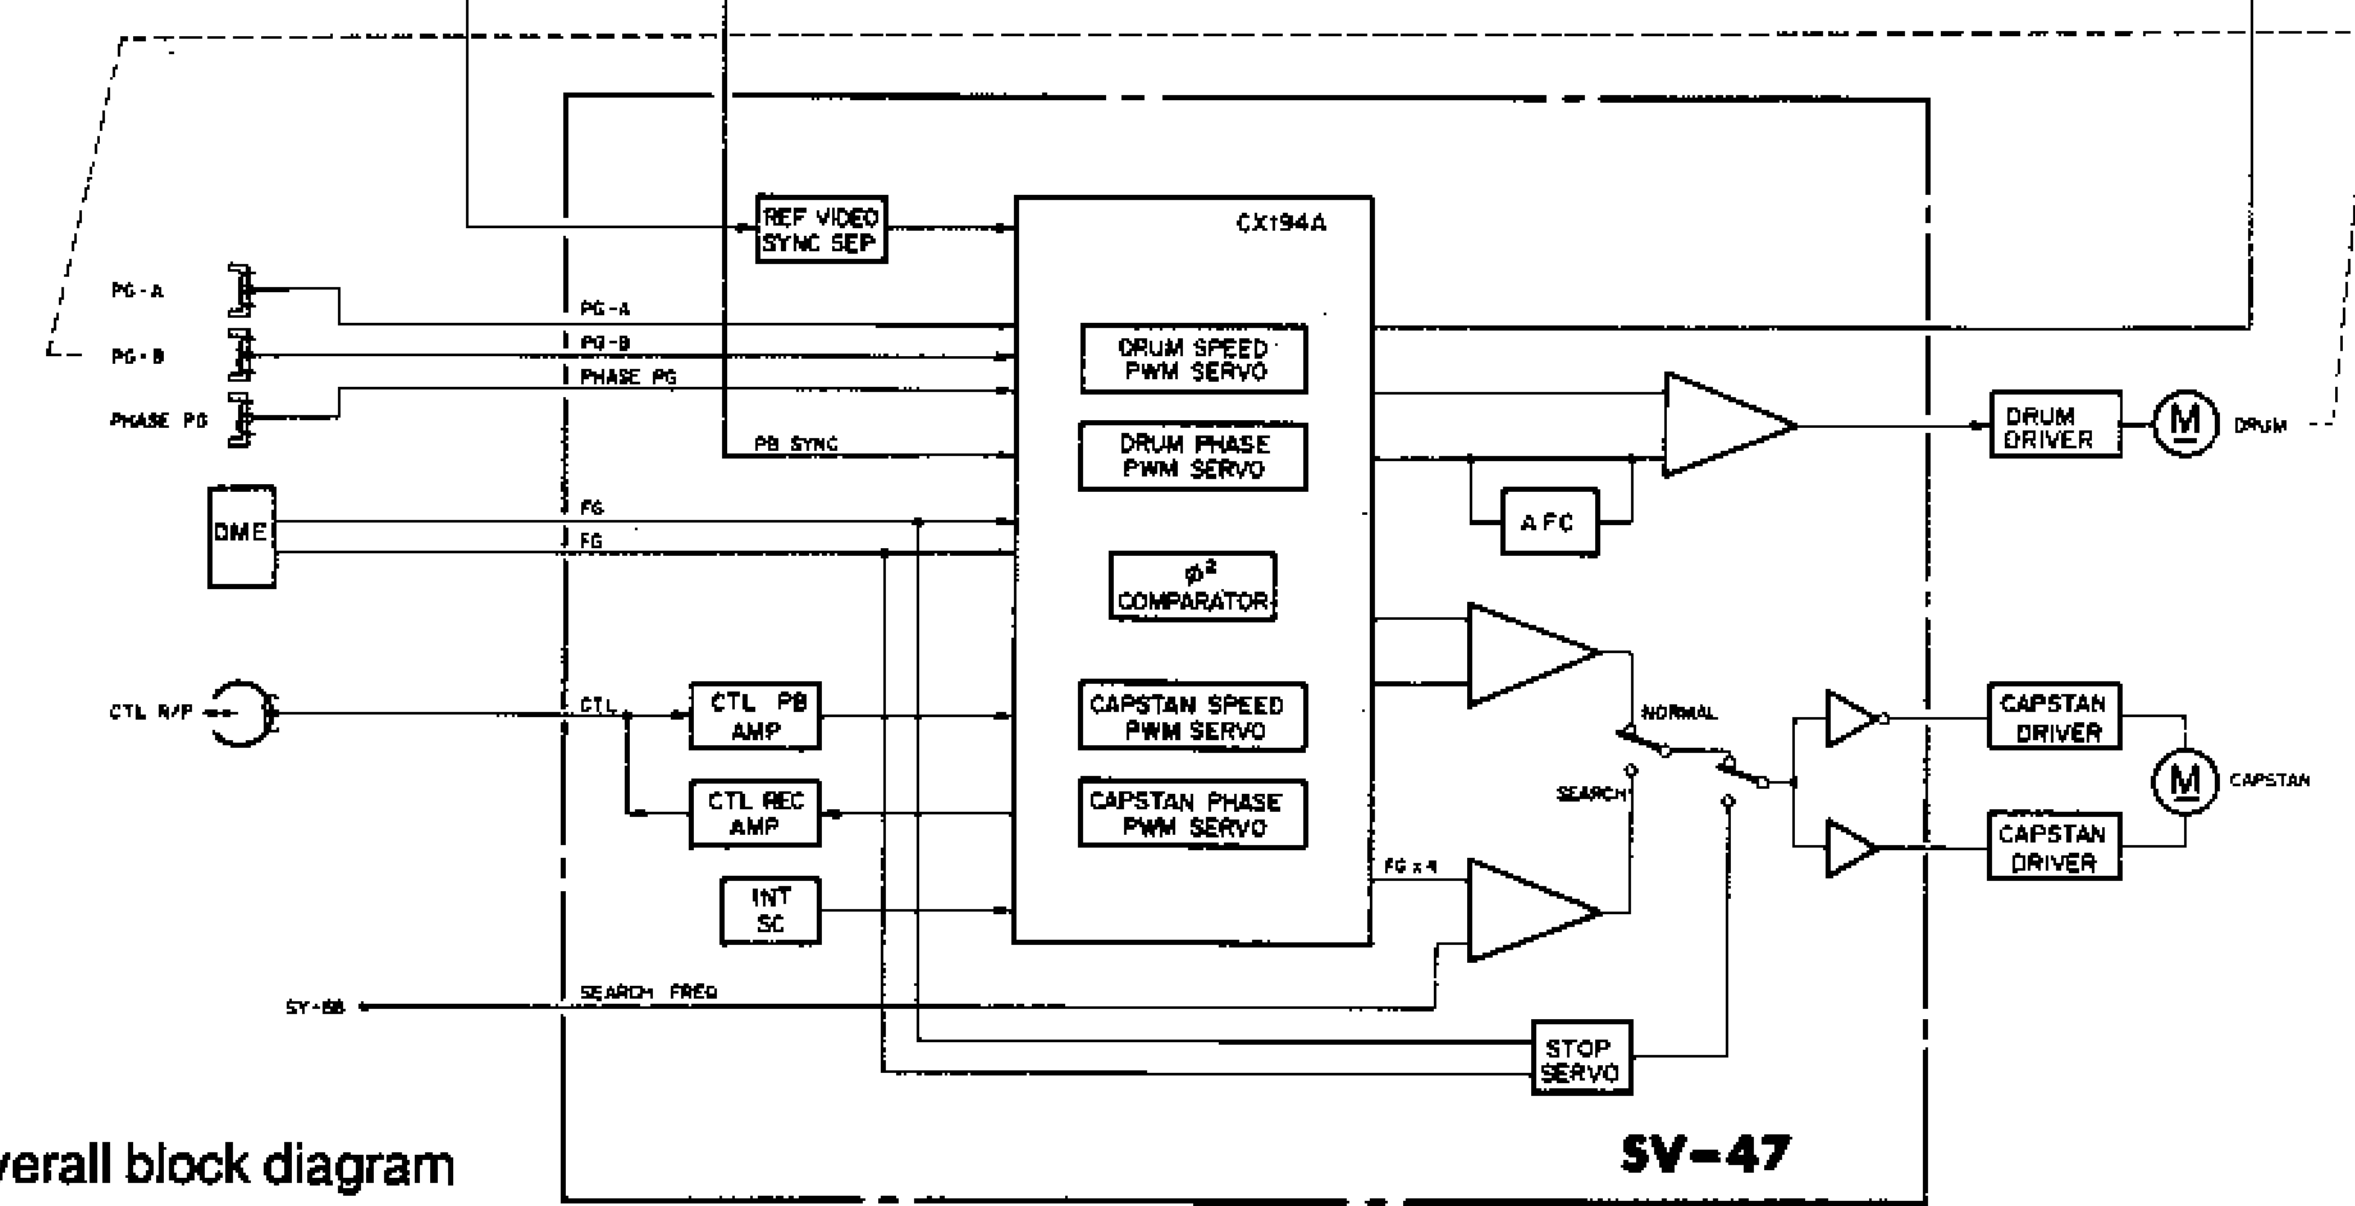 REF VIDEO
SYNC SEP
CX194A
PG-A
PG-A
PG-B
PG-B
PHASE PG
PHASE PG
DRUM SPEED
PWM SERVO
DRUM PHASE
PWM SERVO
PB SYNC
DRUM
DRIVER
M
DRUM
AFC
DME
FG
FG
Ø²
COMPARATOR
CTL R/P
CTL
CTL PB
AMP
CAPSTAN SPEED
PWM SERVO
NORMAL
CAPSTAN
DRIVER
M
CAPSTAN
CTL REC
AMP
CAPSTAN PHASE
PWM SERVO
SEARCH
CAPSTAN
DRIVER
FG x 4
INT
SC
SEARCH FREQ
STOP
SERVO
verall block diagram
SV-47